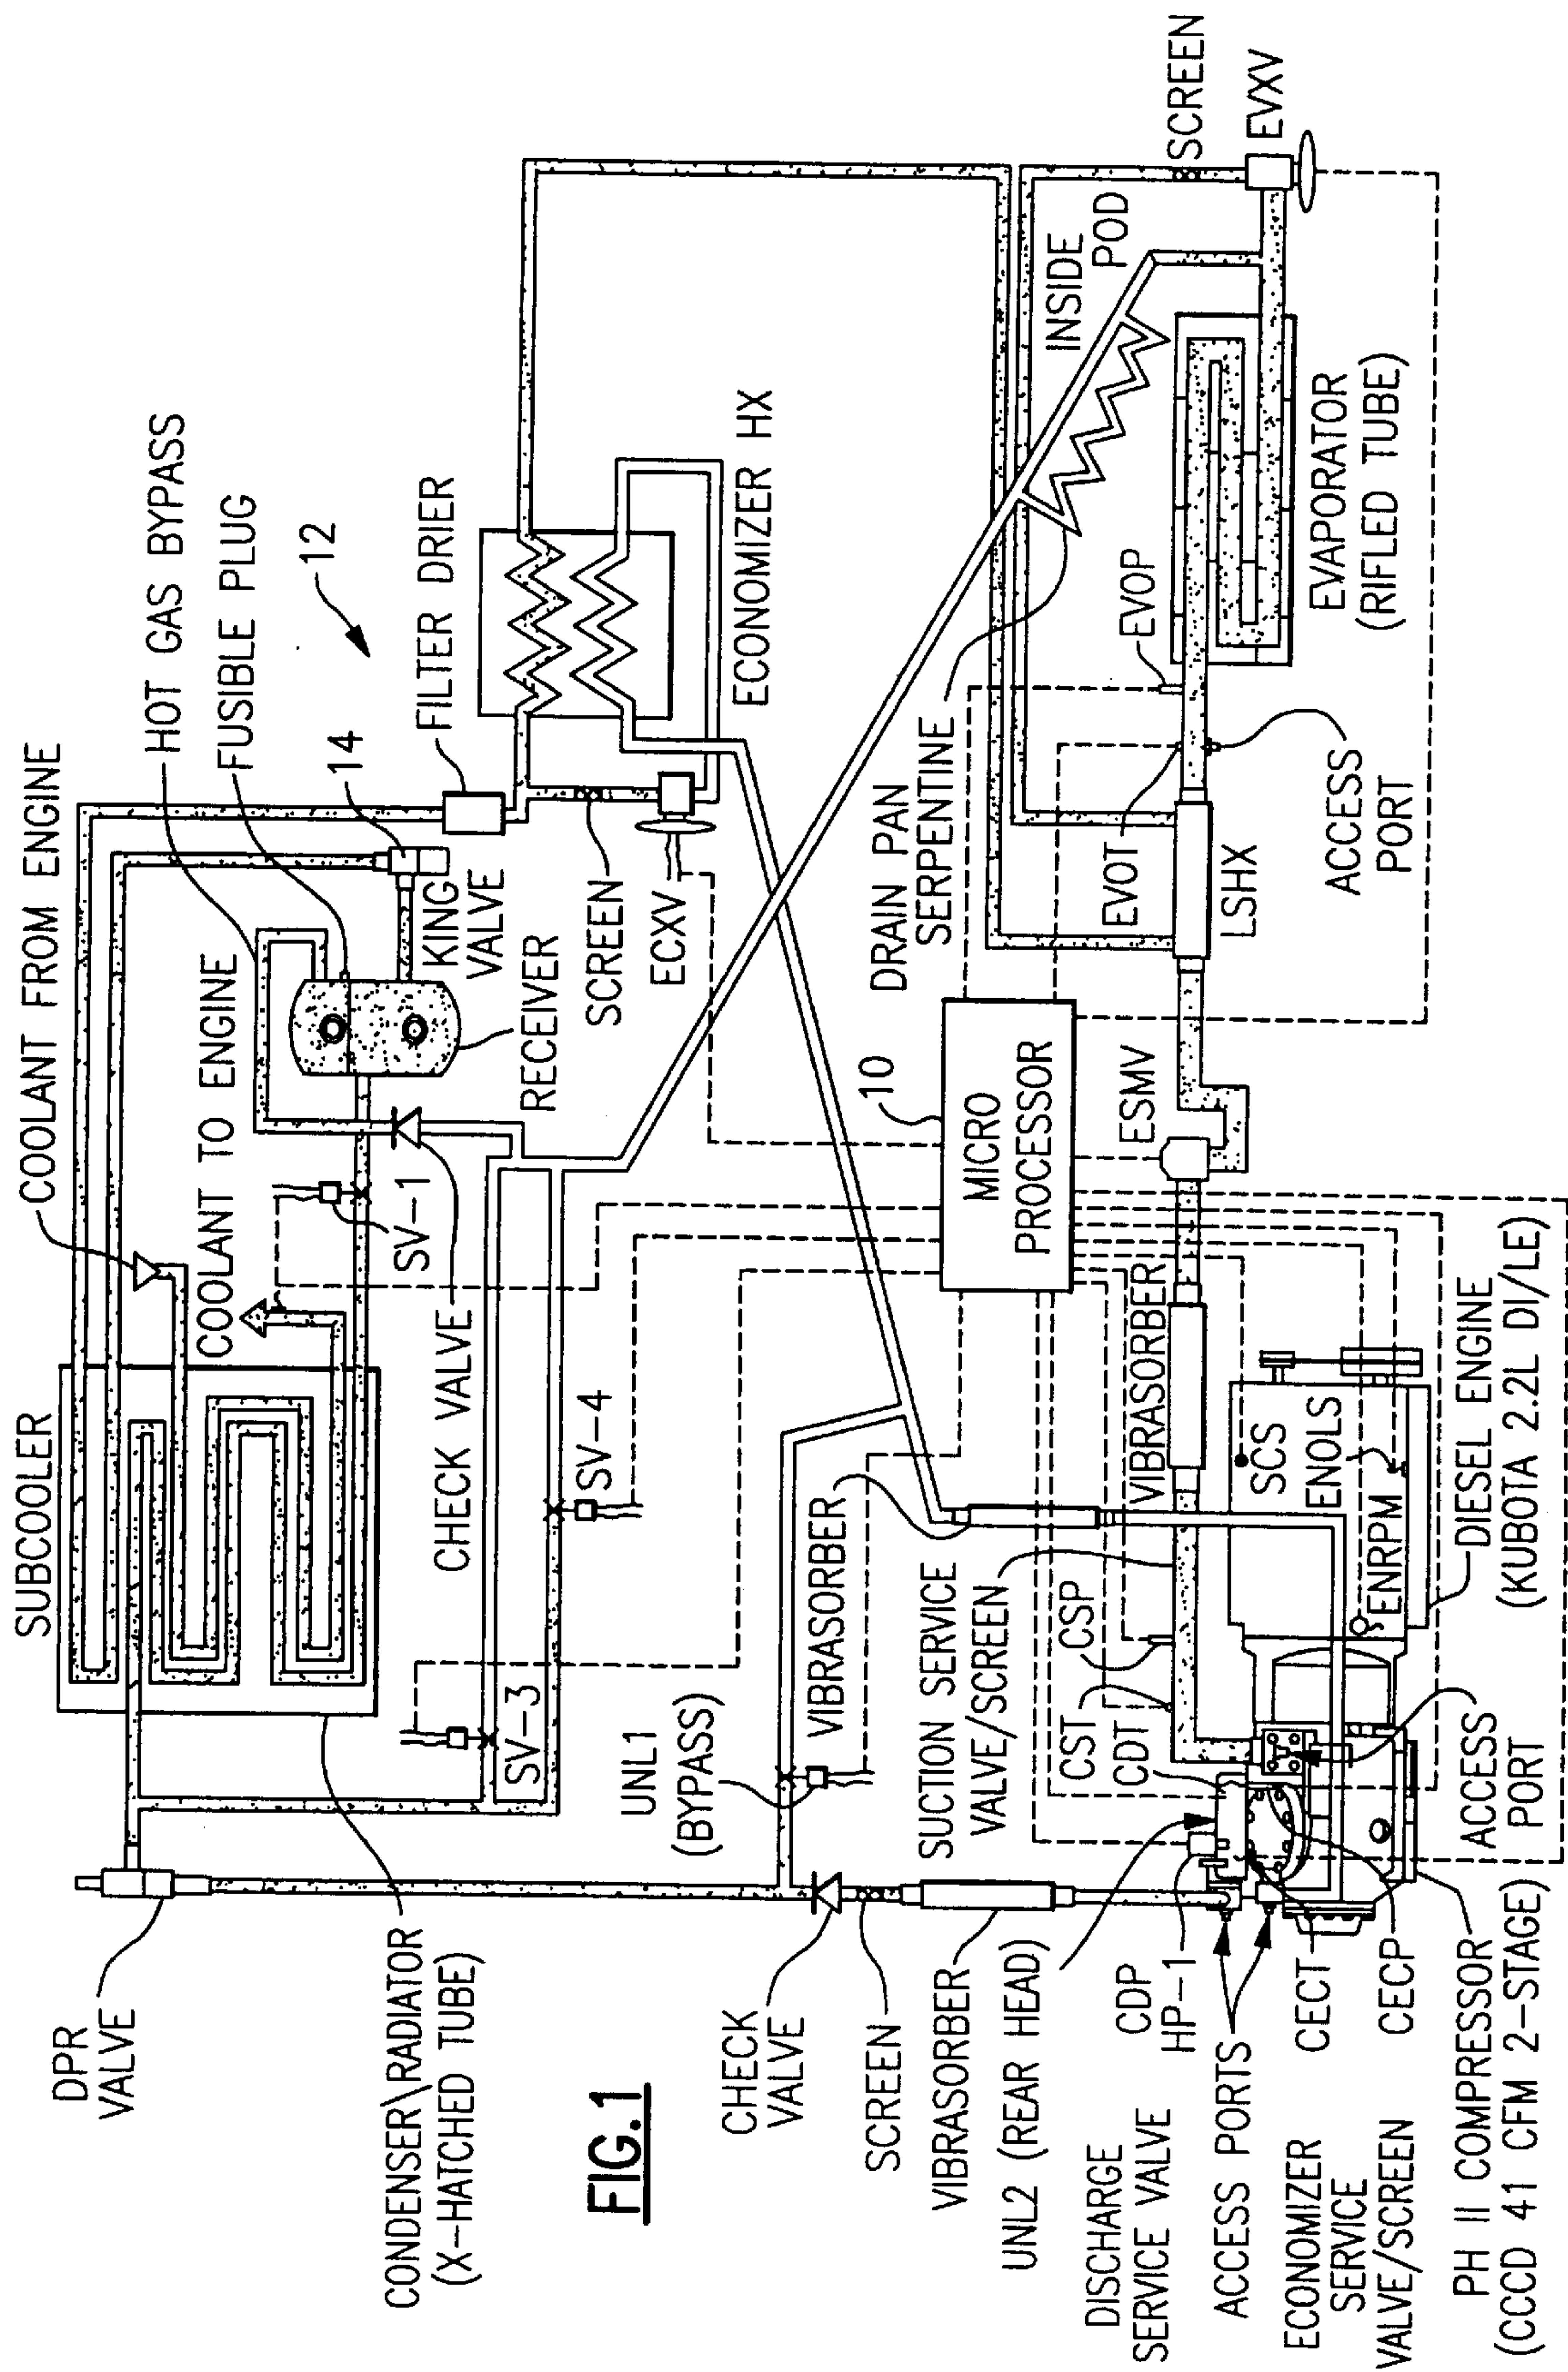 COOLANT FROM ENGINE
HOT GAS BYPASS
FUSIBLE PLUG
12
14
FILTER DRIER
KING
VALVE
COOLANT TO ENGINE
RECEIVER
SCREEN
ECXV
ECONOMIZER HX
SUBCOOLER
SV-1
CHECK VALVE
SV-4
SV-3
DPR
VALVE
CONDENSER\RADIATOR
(X-HATCHED TUBE)
FIG.1
UNL1
(BYPASS)
VIBRASORBER
CHECK
VALVE
SCREEN
VIBRASORBER
SUCTION SERVICE
VALVE/SCREEN
UNL2 (REAR HEAD)
DISCHARGE
SERVICE VALVE
ACCESS PORTS
ECONOMIZER
SERVICE
VALVE/SCREEN
PH II COMPRESSOR
(CCCD 41 CFM 2-STAGE)
CDP
HP-1
CECT
CECP
ACCESS
PORT
CST
CDT
CSP
VIBRASORBER
SCS
ENOLS
ENRPM
DIESEL ENGINE
(KUBOTA 2.2L DI/LE)
10
MICRO
PROCESSOR
ESMV
DRAIN PAN
SERPENTINE
EVOT
EVOP
LSHX
ACCESS
PORT
INSIDE
POD
EVAPORATOR
(RIFLED TUBE)
SCREEN
EVXV